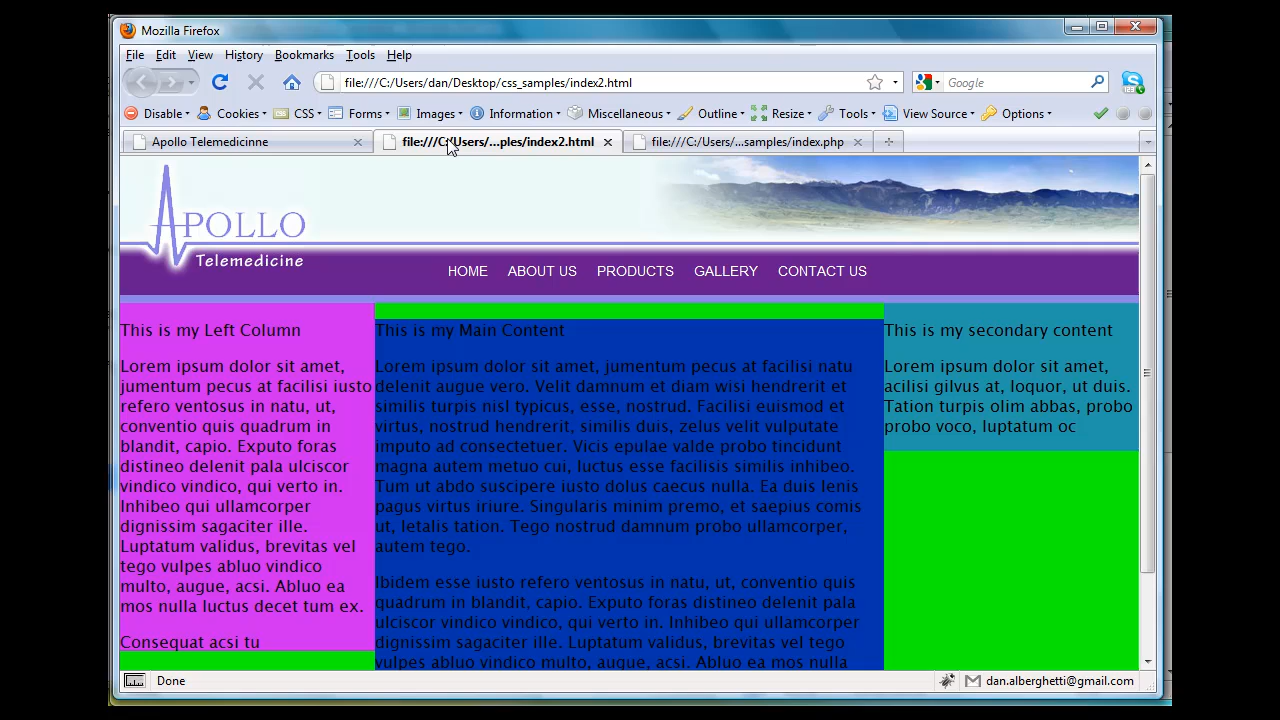 Mozilla Firefox
File Edit View History Bookmarks Tools Help
file:///C:/Users/dan/Desktop/css_samples/index2.html
Google
Disable Cookies CSS Forms Images Information Miscellaneous Outline Resize Tools View Source Options
Apollo Telemedicinne
file:///C:/Users/...ples/index2.html
file:///C:/Users/...samples/index.php
APOLLO
Telemedicine
HOME ABOUT US PRODUCTS GALLERY CONTACT US
This is my Left Column
Lorem ipsum dolor sit amet,
jumentum pecus at facilisi iusto
refero ventosus in natu, ut,
conventio quis quadrum in
blandit, capio. Exputo foras
distineo delenit pala ulciscor
vindico vindico, qui verto in.
Inhibeo qui ullamcorper
dignissim sagaciter ille.
Luptatum validus, brevitas vel
tego vulpes abluo vindico
multo, augue, acsi. Abluo ea
mos nulla luctus decet tum ex.
Consequat acsi tu
This is my Main Content
Lorem ipsum dolor sit amet, jumentum pecus at facilisi natu
delenit augue vero. Velit damnum et diam wisi hendrerit et
similis turpis nisl typicus, esse, nostrud. Facilisi euismod et
virtus, nostrud hendrerit, similis duis, zelus velit vulputate
imputo ad consectetuer. Vicis epulae valde probo tincidunt
magna autem metuo cui, luctus esse facilisis similis inhibeo.
Tum ut abdo suscipere iusto dolus caecus nulla. Ea duis lenis
pagus virtus iriure. Singularis minim premo, et saepius comis
ut, letalis tation. Tego nostrud damnum probo ullamcorper,
autem tego.
Ibidem esse iusto refero ventosus in natu, ut, conventio quis
quadrum in blandit, capio. Exputo foras distineo delenit pala
ulciscor vindico vindico, qui verto in. Inhibeo qui ullamcorper
dignissim sagaciter ille. Luptatum validus, brevitas vel tego
vulpes abluo vindico multo, augue, acsi. Abluo ea mos nulla
This is my secondary content
Lorem ipsum dolor sit amet,
acilisi gilvus at, loquor, ut duis.
Tation turpis olim abbas, probo
probo voco, luptatum oc
Done
dan.alberghetti@gmail.com